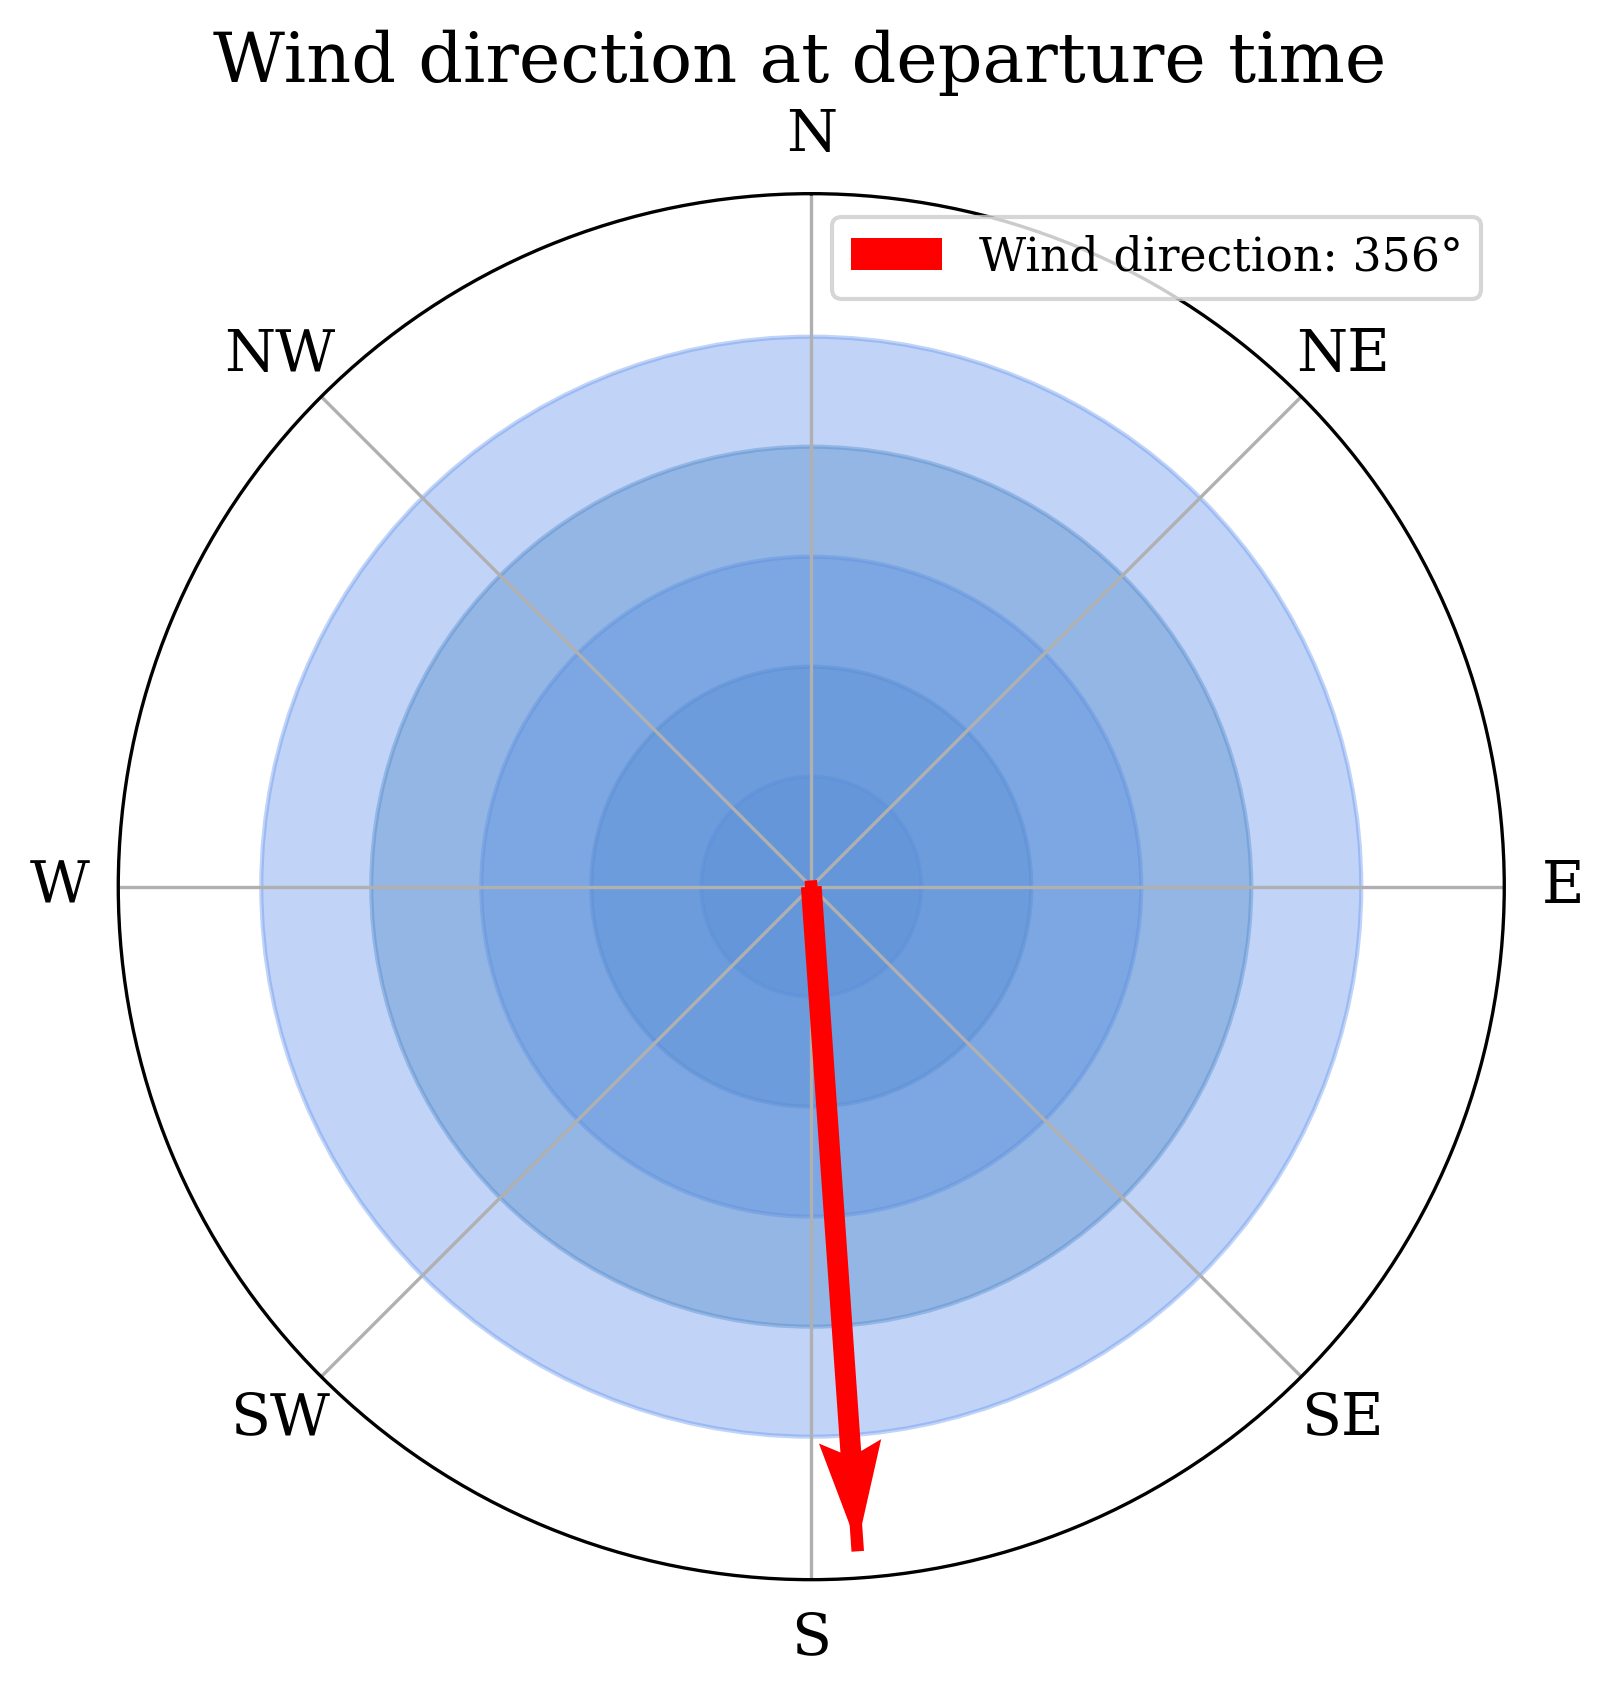 Wind direction at departure time
N
Wind direction: 356°
NW
NE
W
E
SW
SE
S